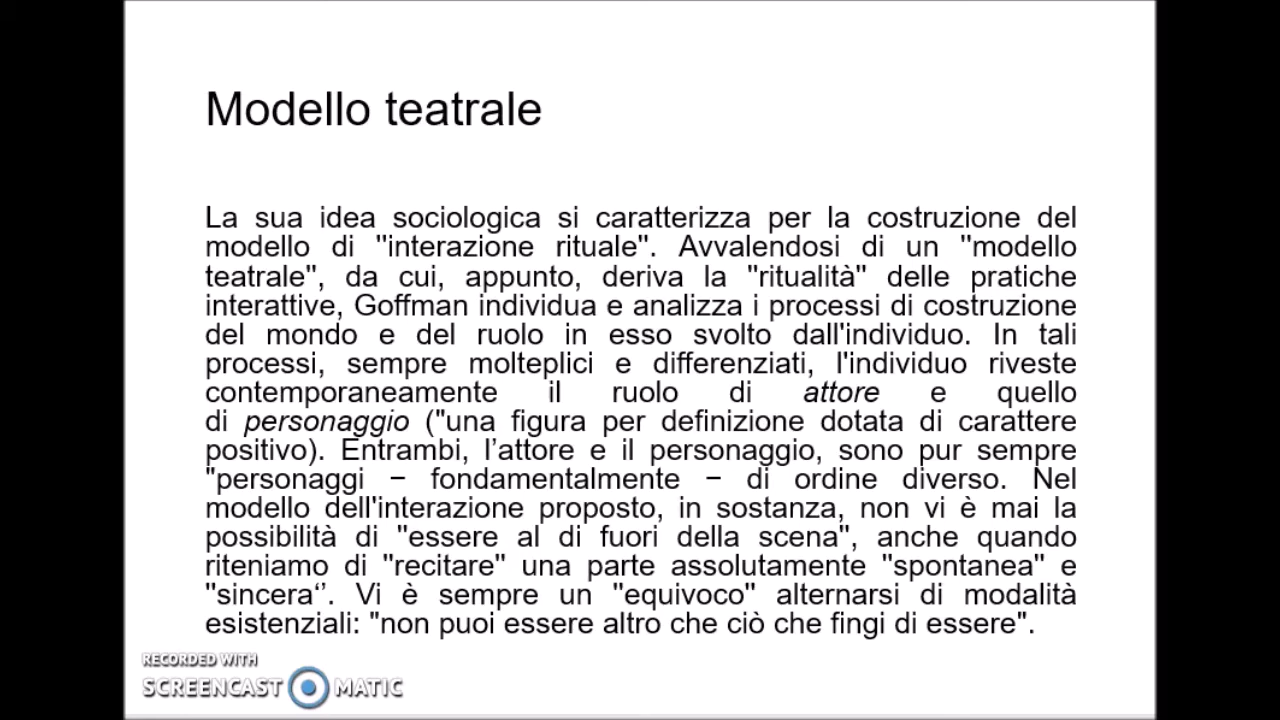 Modello teatrale
La sua idea sociologica si caratterizza per la costruzione del
modello di "interazione rituale". Avvalendosi di un "modello
teatrale", da cui, appunto, deriva la "ritualità" delle pratiche
interattive, Goffman individua e analizza i processi di costruzione
del mondo e del ruolo in esso svolto dall'individuo. In tali
processi, sempre molteplici e differenziati, l'individuo riveste
contemporaneamente il ruolo di attore e quello
di personaggio ("una figura per definizione dotata di carattere
positivo). Entrambi, l’attore e il personaggio, sono pur sempre
"personaggi − fondamentalmente − di ordine diverso. Nel
modello dell'interazione proposto, in sostanza, non vi è mai la
possibilità di "essere al di fuori della scena", anche quando
riteniamo di "recitare" una parte assolutamente "spontanea" e
"sincera‘’. Vi è sempre un "equivoco" alternarsi di modalità
esistenziali: "non puoi essere altro che ciò che fingi di essere".
RECORDED WITH
SCREENCAST MATIC